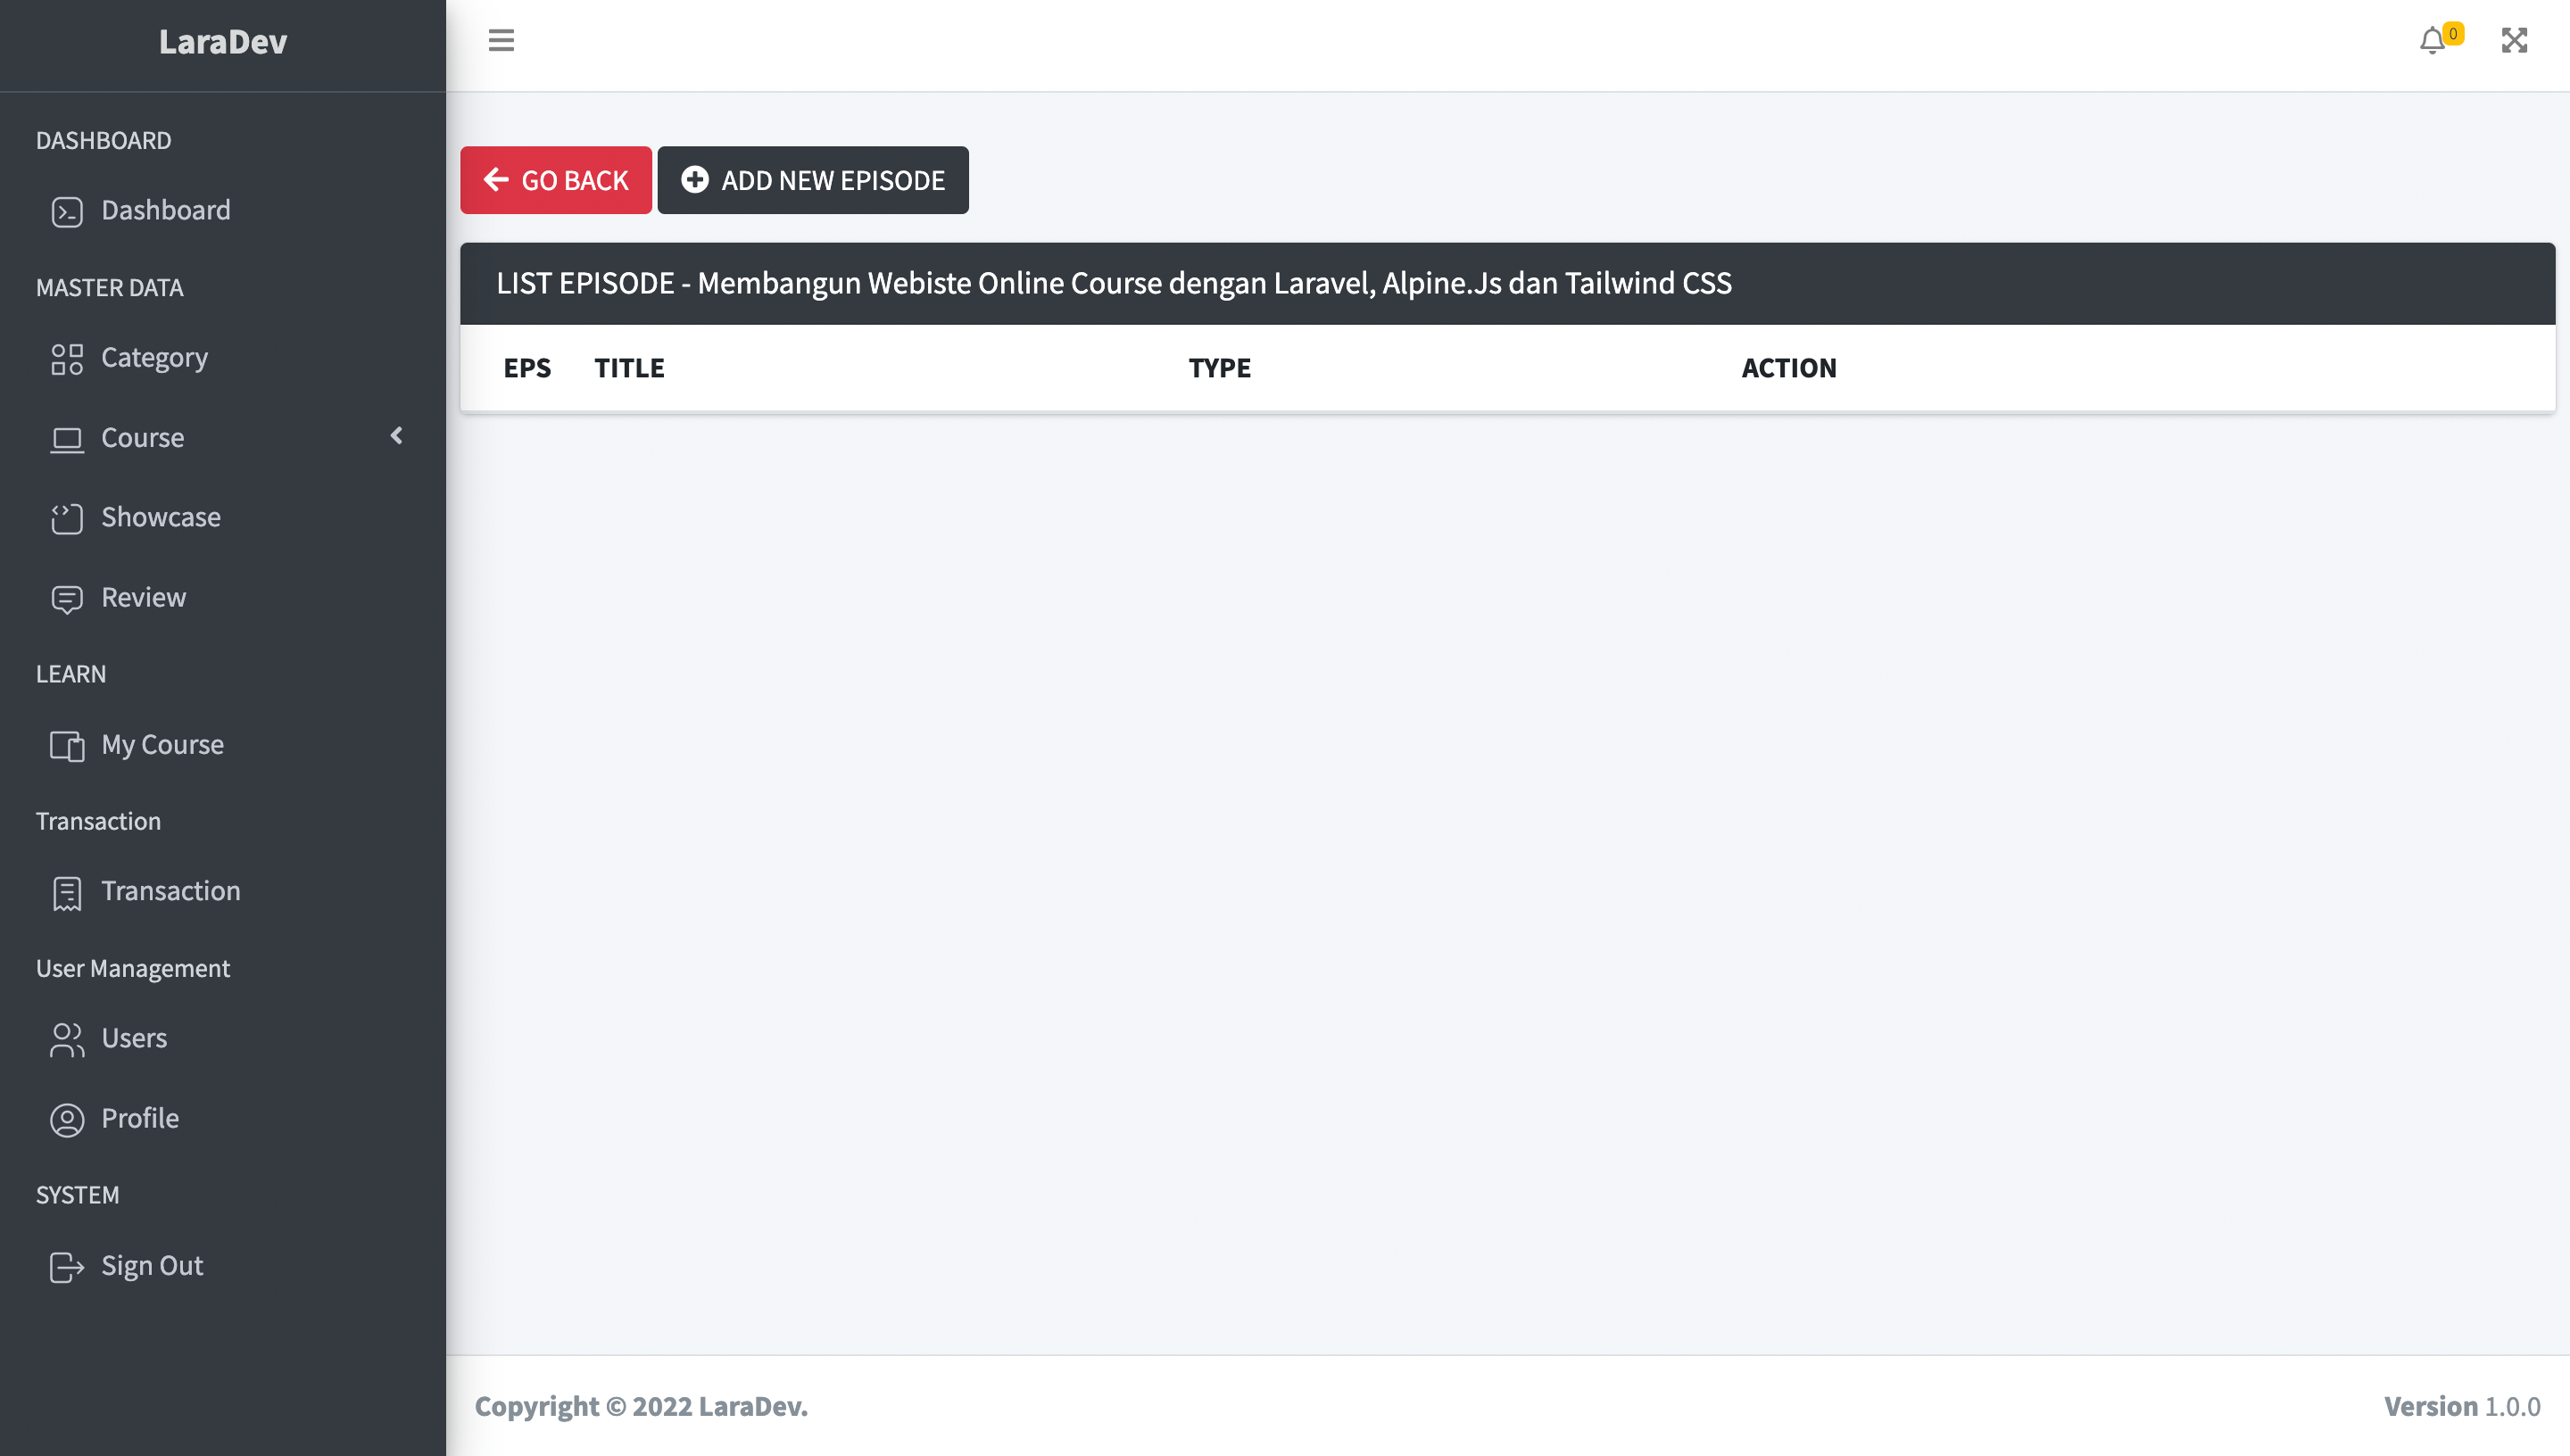 LaraDev
0
DASHBOARD
Dashboard
MASTER DATA
Category
Course
Showcase
Review
LEARN
My Course
Transaction
Transaction
User Management
Users
Profile
SYSTEM
Sign Out
GO BACK
ADD NEW EPISODE
LIST EPISODE - Membangun Webiste Online Course dengan Laravel, Alpine.Js dan Tailwind CSS
EPS TITLE TYPE ACTION
Copyright © 2022 LaraDev.
Version 1.0.0